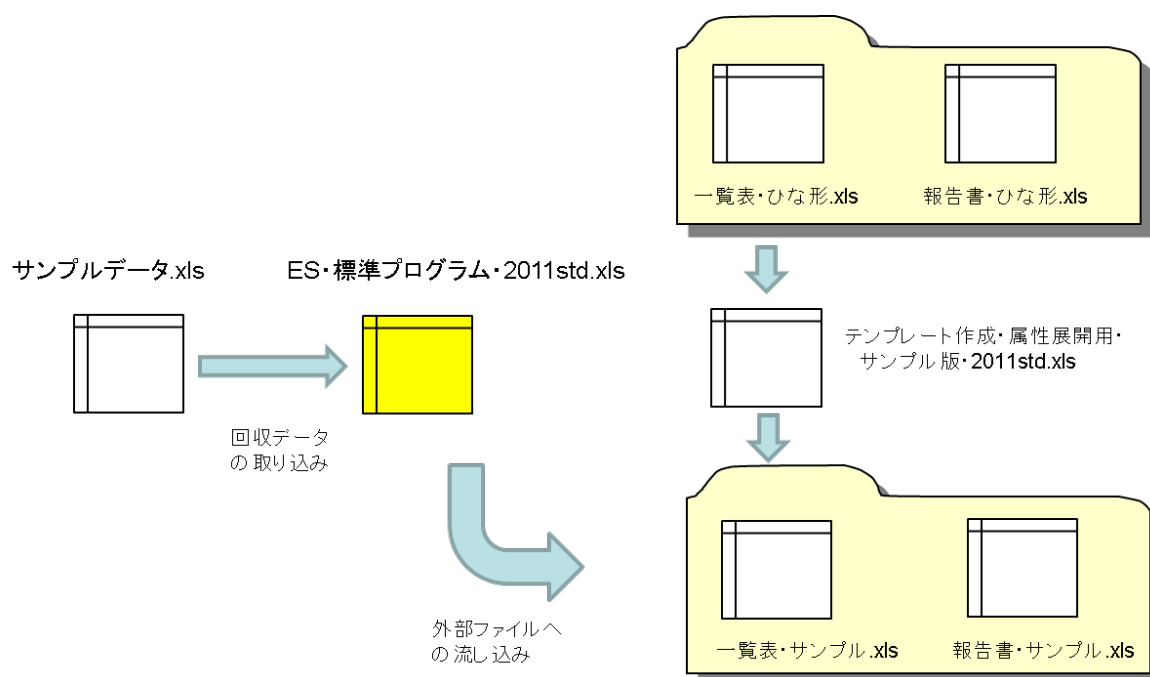 一覧表・ひな形.xls
報告書・ひな形.xls
サンプルデータ.xls
ES・標準プログラム・2011std.xls
テンプレート作成・属性展開用・
サンプル版・2011std.xls
回収データ
の取り込み
外部ファイルへ
の流し込み
一覧表・サンプル.xls
報告書・サンプル.xls